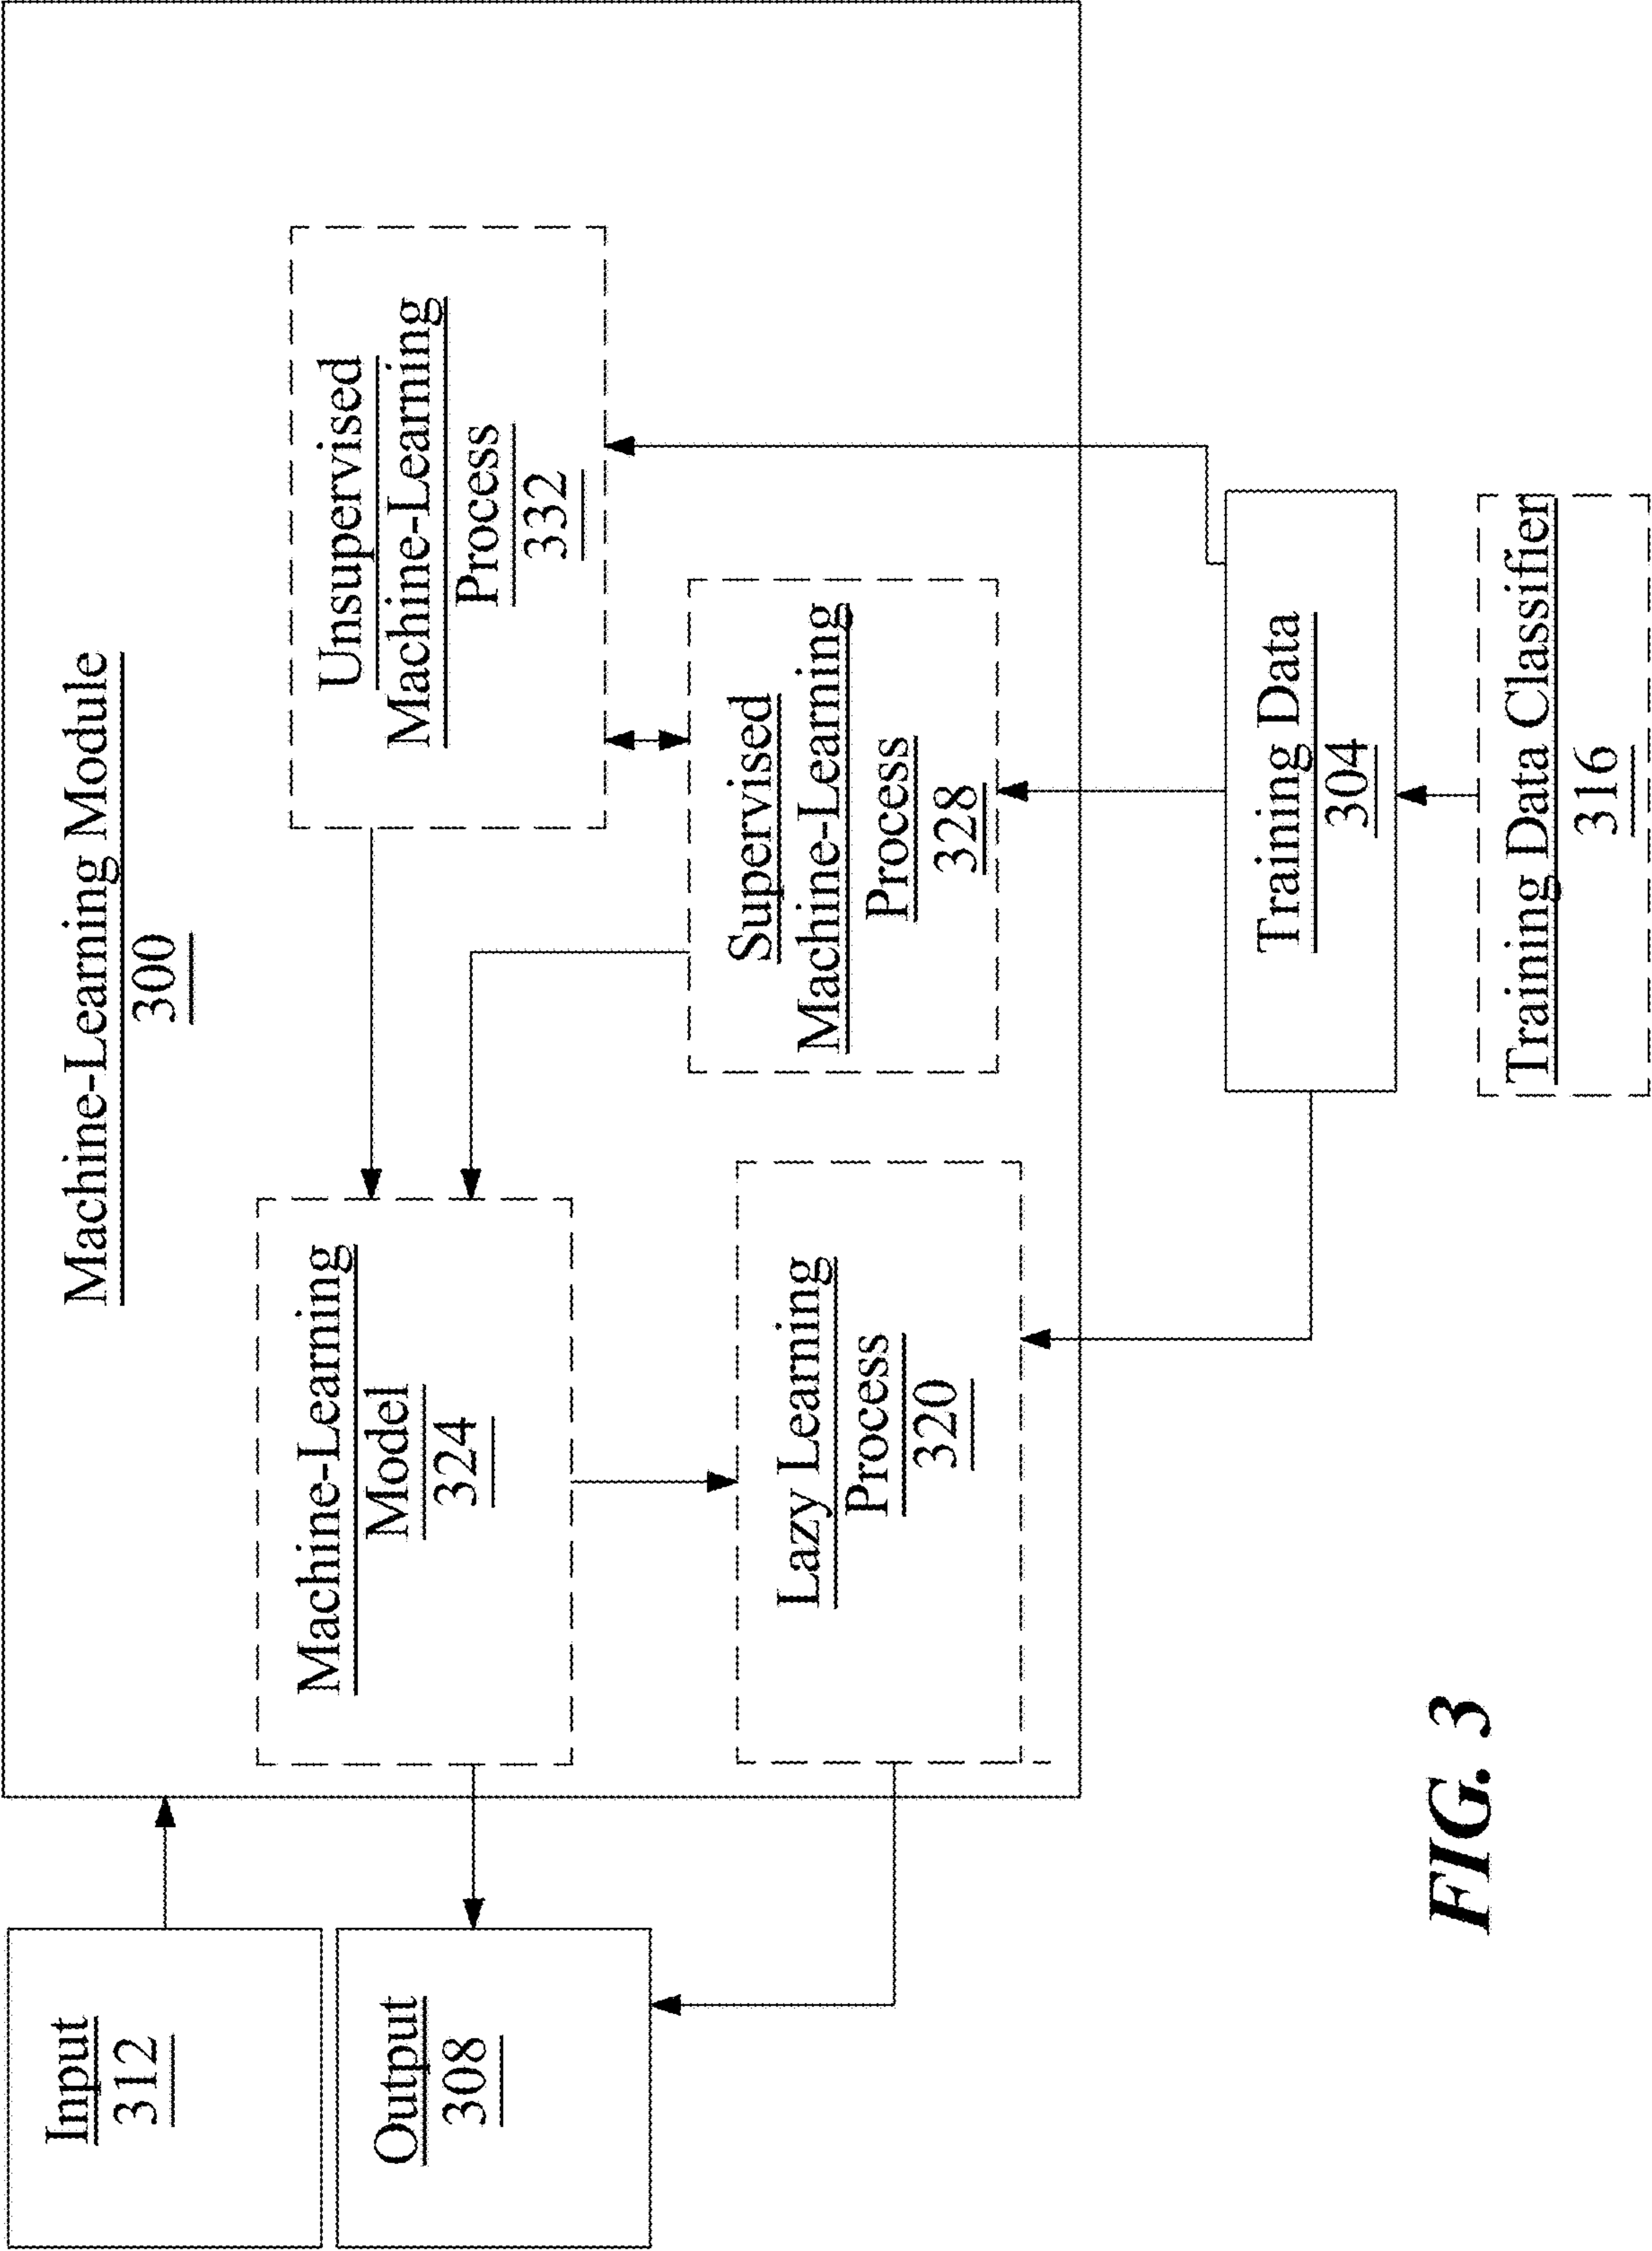 Machine-Learning Module
300
Input
312
Output
308
Machine-Learning
Model
324
Unsupervised
Machine-Learning
Process
332
Lazy Learning
Process
320
Supervised
Machine-Learning
Process
328
Training Data
304
Training Data Classifier
316
FIG. 3